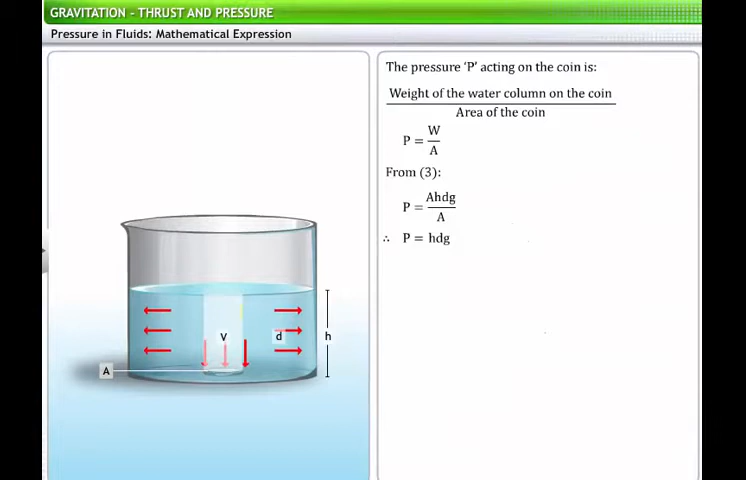 GRAVITATION - THRUST AND PRESSURE
Pressure in Fluids: Mathematical Expression
The pressure ‘P’ acting on the coin is:
Weight of the water column on the coin
Area of the coin
P = W
A
From (3):
P = Ahdg
A
∴ P = hdg
V
d
h
A